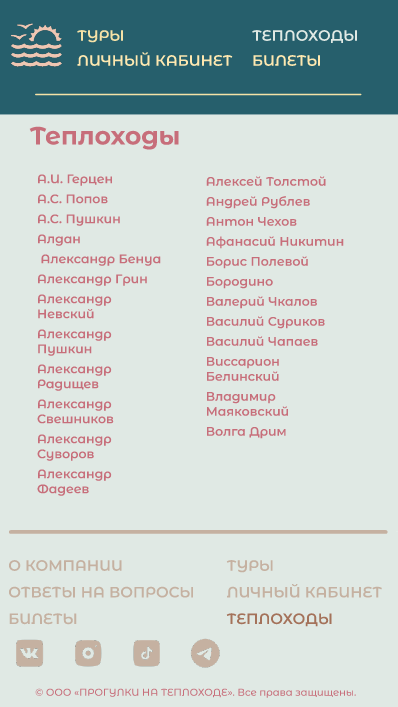 ТУРЫ
ТЕПЛОХОДЫ
ЛИЧНЫЙ КАБИНЕТ
БИЛЕТЫ
Теплоходы
А.И. Герцен
А.С. Попов
А.С. Пушкин
Алдан
Александр Бенуа
Александр Грин
Александр
Невский
Александр
Пушкин
Александр
Радищев
Александр
Свешников
Александр
Суворов
Александр
Фадеев
Алексей Толстой
Андрей Рублев
Антон Чехов
Афанасий Никитин
Борис Полевой
Бородино
Валерий Чкалов
Василий Суриков
Василий Чапаев
Виссарион
Белинский
Владимир
Маяковский
Волга Дрим
О КОМПАНИИ
ОТВЕТЫ НА ВОПРОСЫ
БИЛЕТЫ
ТУРЫ
ЛИЧНЫЙ КАБИНЕТ
ТЕПЛОХОДЫ
© ООО «ПРОГУЛКИ НА ТЕПЛОХОДЕ». Все права защищены.